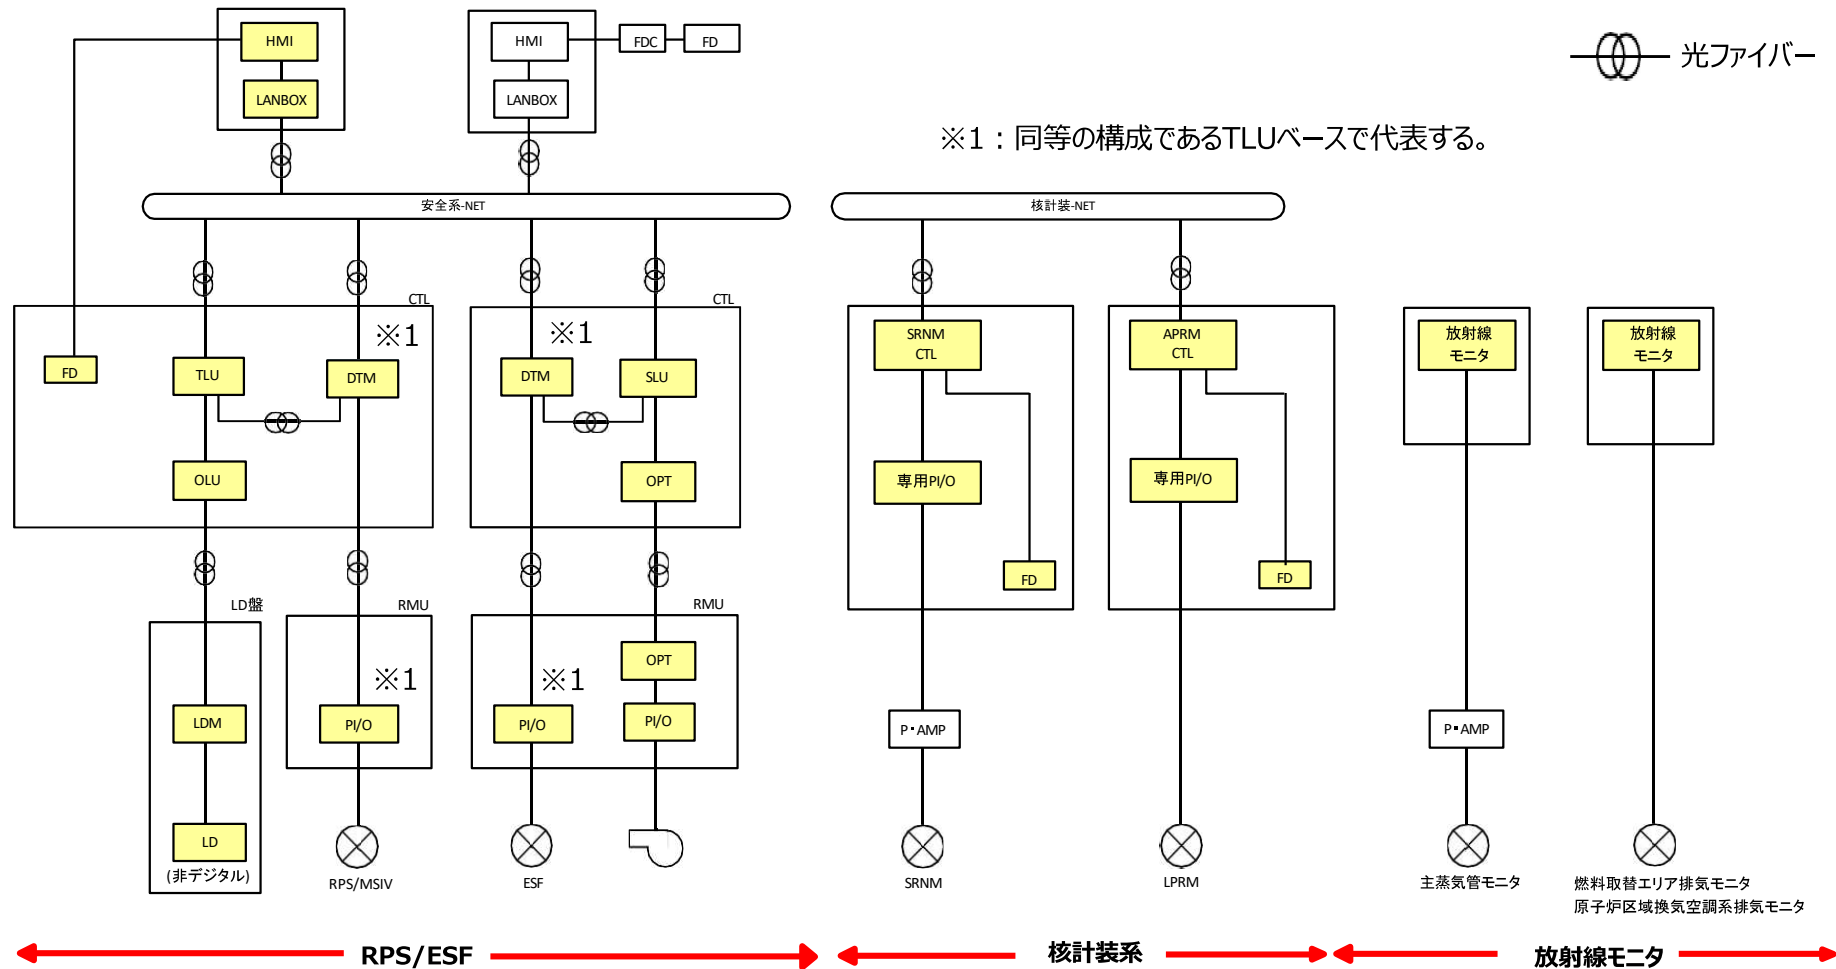 HMI
HMI
FDC
FD
光ファイバー
LANBOX
LANBOX
※1：同等の構成であるTLUベースで代表する。
安全系-NET
核計装-NET
CTL
CTL
※1
※1
SRNM
CTL
APRM
CTL
放射線
モニタ
放射線
モニタ
FD
TLU
DTM
DTM
SLU
OLU
OPT
専用PI/O
専用PI/O
FD
FD
LD盤
RMU
RMU
OPT
※1
※1
LDM
PI/O
PI/O
PI/O
P・AMP
P・AMP
LD
(非デジタル)
RPS/MSIV
ESF
SRNM
LPRM
主蒸気管モニタ
燃料取替エリア排気モニタ
原子炉区域換気空調系排気モニタ
RPS/ESF
核計装系
放射線モニタ